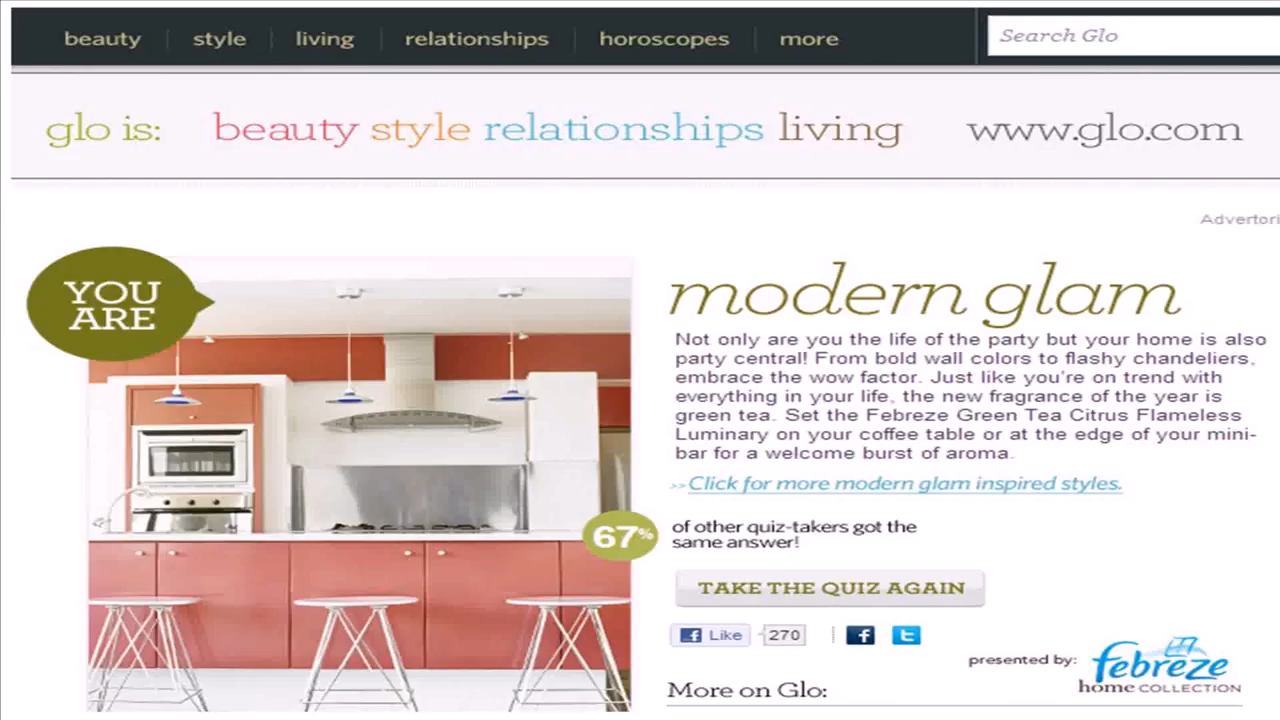 beauty style living relationships horoscopes more Search Glo
glo is: beauty style relationships living www.glo.com
YOU
ARE
modern glam
Not only are you the life of the party but your home is also
party central! From bold wall colors to flashy chandeliers,
embrace the wow factor. Just like you're on trend with
everything in your life, the new fragrance of the year is
green tea. Set the Febreze Green Tea Citrus Flameless
Luminary on your coffee table or at the edge of your mini-
bar for a welcome burst of aroma.
>>Click for more modern glam inspired styles.
67% of other quiz-takers got the
same answer!
TAKE THE QUIZ AGAIN
Like 270
presented by: febreze
home COLLECTION
More on Glo: